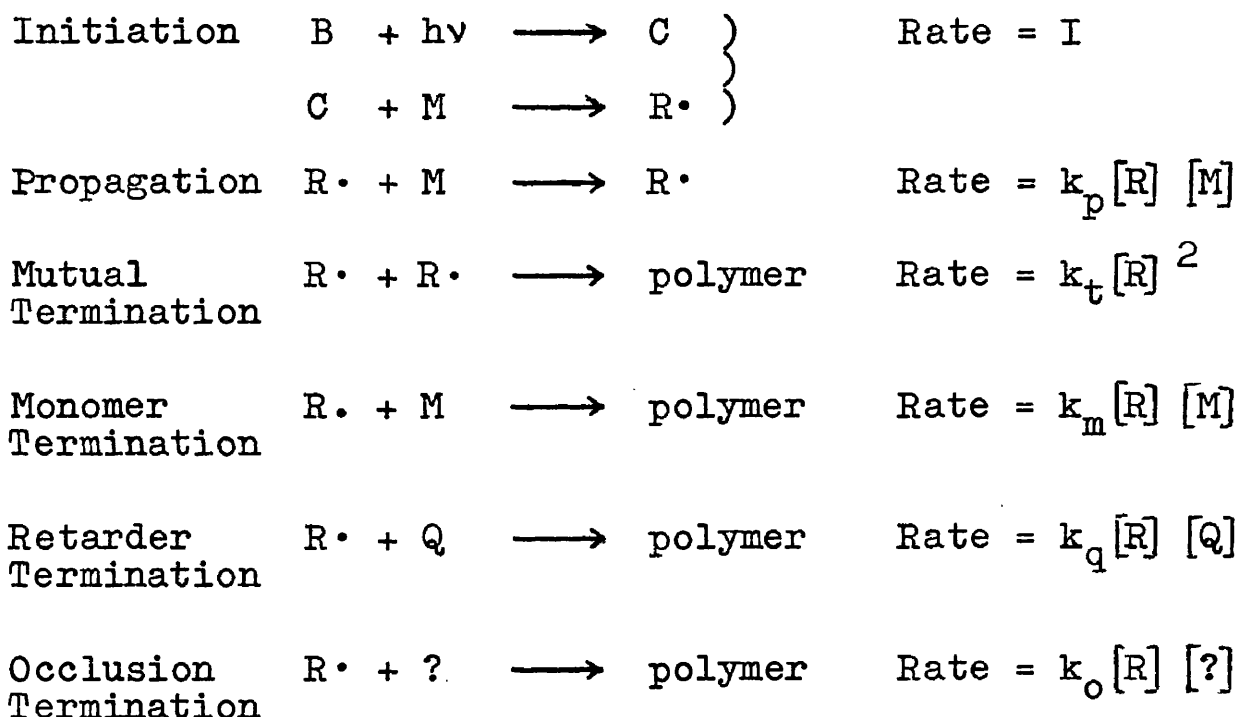 Initiation B + hν ⟶ C ) Rate = I
)
C + M ⟶ R· )
Propagation R· + M ⟶ R· Rate = kₚ[R] [M]
Mutual R· + R· ⟶ polymer Rate = kₜ[R] ²
Termination
Monomer R. + M ⟶ polymer Rate = kₘ[R] [M]
Termination
Retarder R· + Q ⟶ polymer Rate = k_q[R] [Q]
Termination
Occlusion R· + ? ⟶ polymer Rate = kₒ[R] [?]
Termination